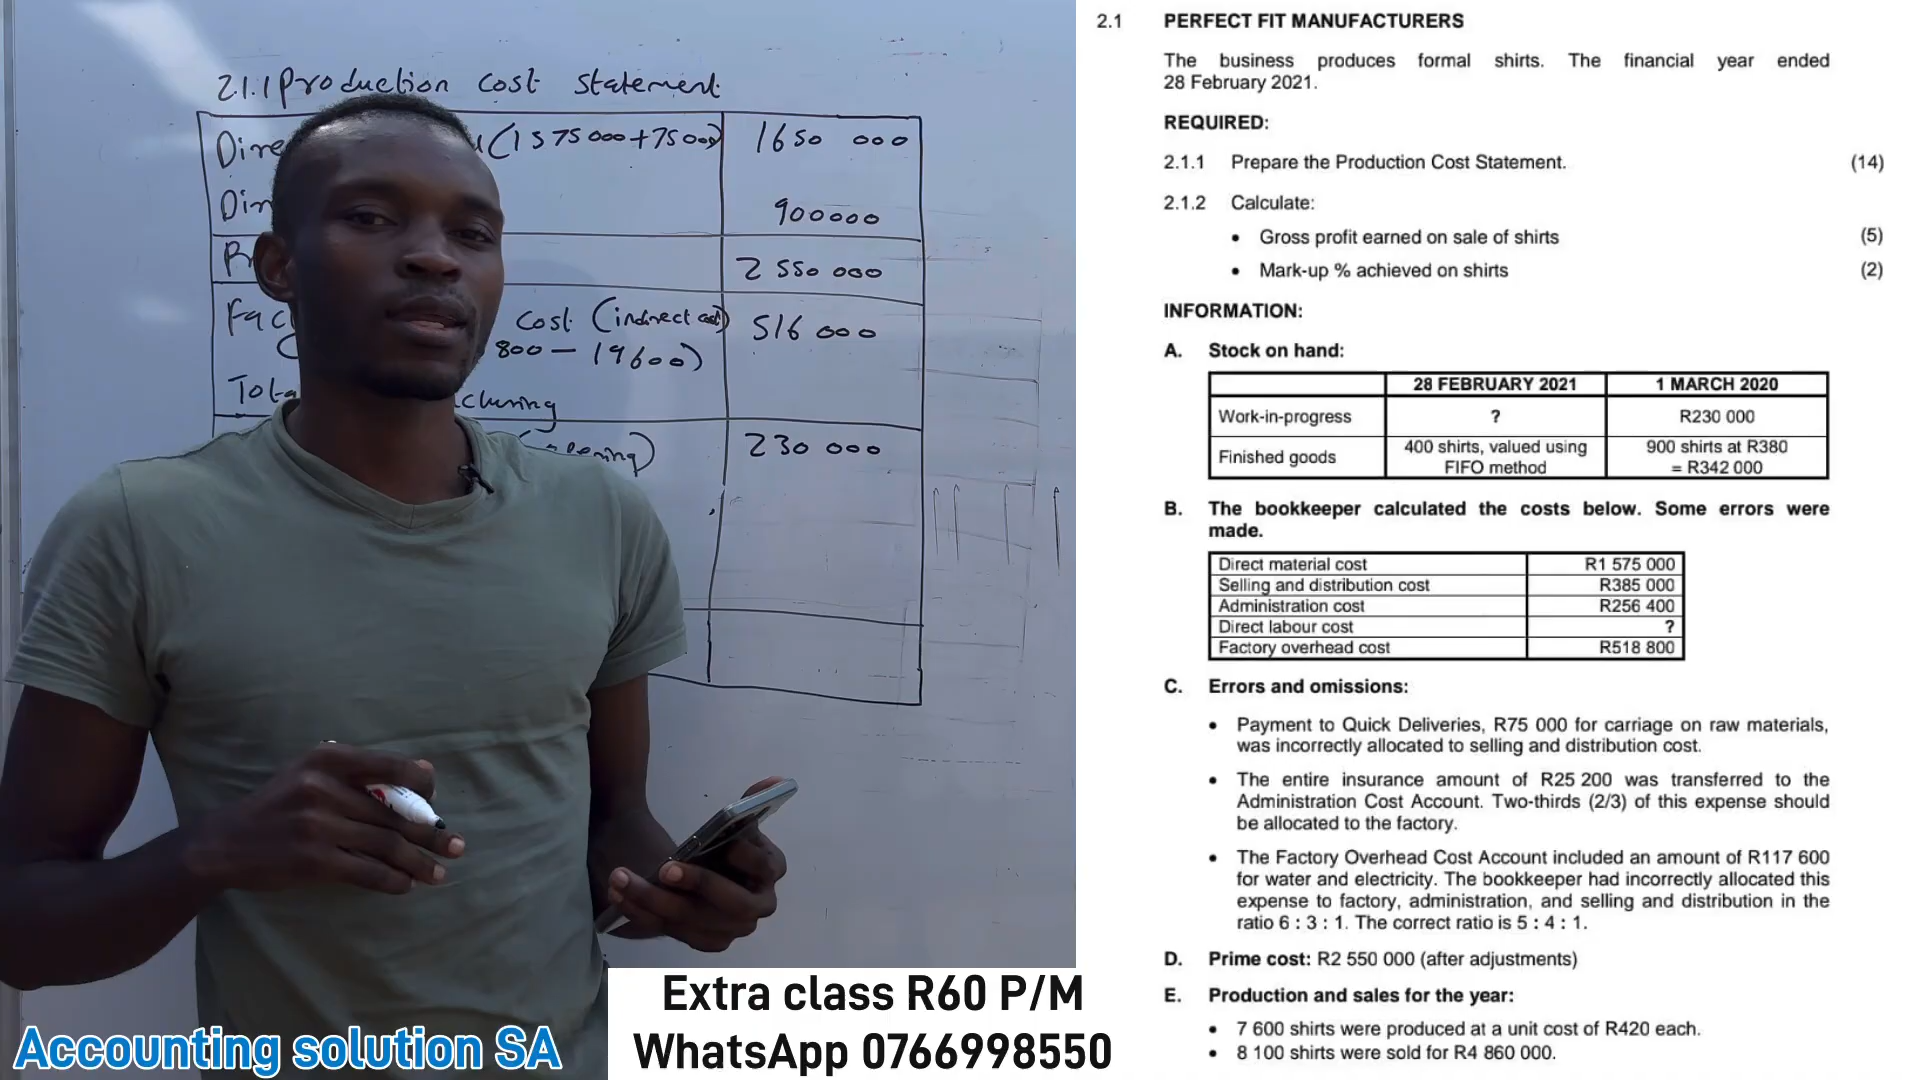 2.1.1 Production cost statement
(1575000+75000) 1650 000
900000
2 550 000
cost (indirect cost) 516 000
800 — 19600)
230 000
Extra class R60 P/M
WhatsApp 0766998550
Accounting solution SA
2.1 PERFECT FIT MANUFACTURERS
The business produces formal shirts. The financial year ended
28 February 2021.
REQUIRED:
2.1.1 Prepare the Production Cost Statement. (14)
2.1.2 Calculate:
• Gross profit earned on sale of shirts (5)
• Mark-up % achieved on shirts (2)
INFORMATION:
A. Stock on hand:
28 FEBRUARY 2021 1 MARCH 2020
Work-in-progress ? R230 000
Finished goods 400 shirts, valued using FIFO method 900 shirts at R380 = R342 000
B. The bookkeeper calculated the costs below. Some errors were
made.
Direct material cost R1 575 000
Selling and distribution cost R385 000
Administration cost R256 400
Direct labour cost ?
Factory overhead cost R518 800
C. Errors and omissions:
• Payment to Quick Deliveries, R75 000 for carriage on raw materials,
was incorrectly allocated to selling and distribution cost.
• The entire insurance amount of R25 200 was transferred to the
Administration Cost Account. Two-thirds (2/3) of this expense should
be allocated to the factory.
• The Factory Overhead Cost Account included an amount of R117 600
for water and electricity. The bookkeeper had incorrectly allocated this
expense to factory, administration, and selling and distribution in the
ratio 6 : 3 : 1. The correct ratio is 5 : 4 : 1.
D. Prime cost: R2 550 000 (after adjustments)
E. Production and sales for the year:
• 7 600 shirts were produced at a unit cost of R420 each.
• 8 100 shirts were sold for R4 860 000.